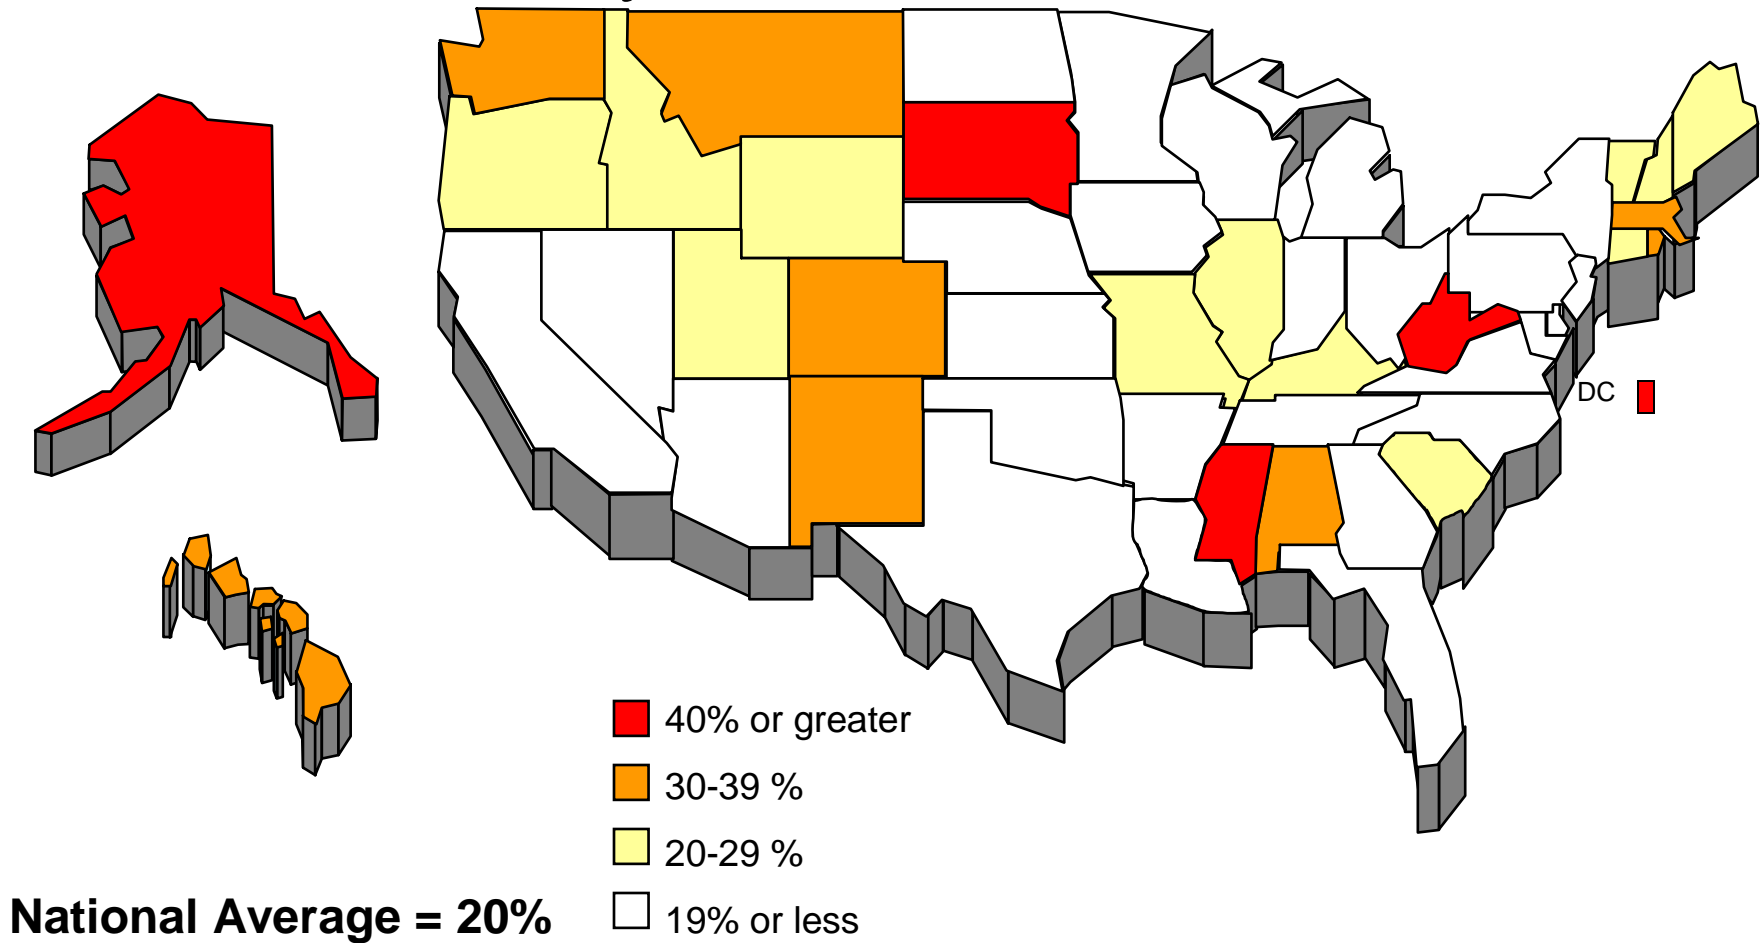 DC
40% or greater
30-39 %
20-29 %
19% or less
National Average = 20%